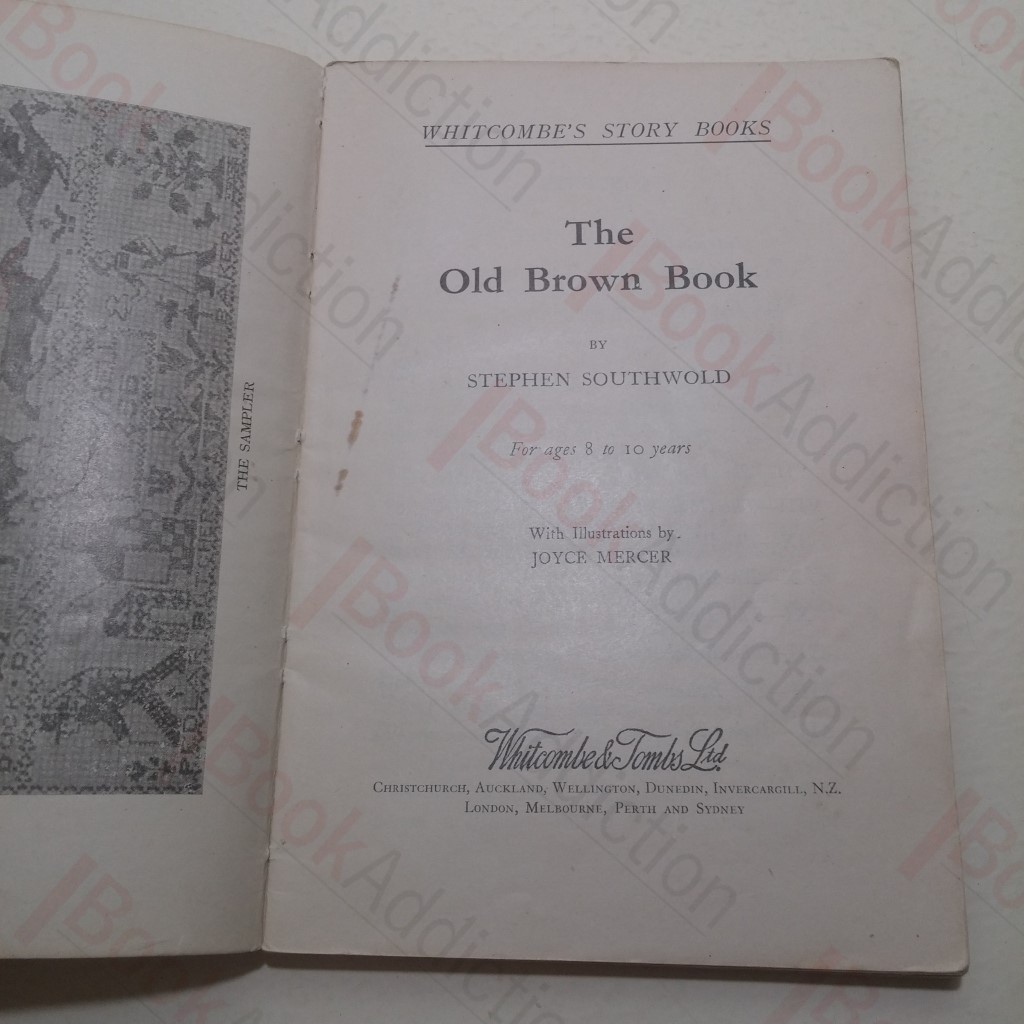 THE SAMPLER
WHITCOMBE'S STORY BOOKS
The
Old Brown Book
BY
STEPHEN SOUTHWOLD
For ages 8 to 10 years
With Illustrations by
JOYCE MERCER
Whitcombe & Tombs Ltd.
CHRISTCHURCH, AUCKLAND, WELLINGTON, DUNEDIN, INVERCARGILL, N.Z.
LONDON, MELBOURNE, PERTH AND SYDNEY
BookAddiction